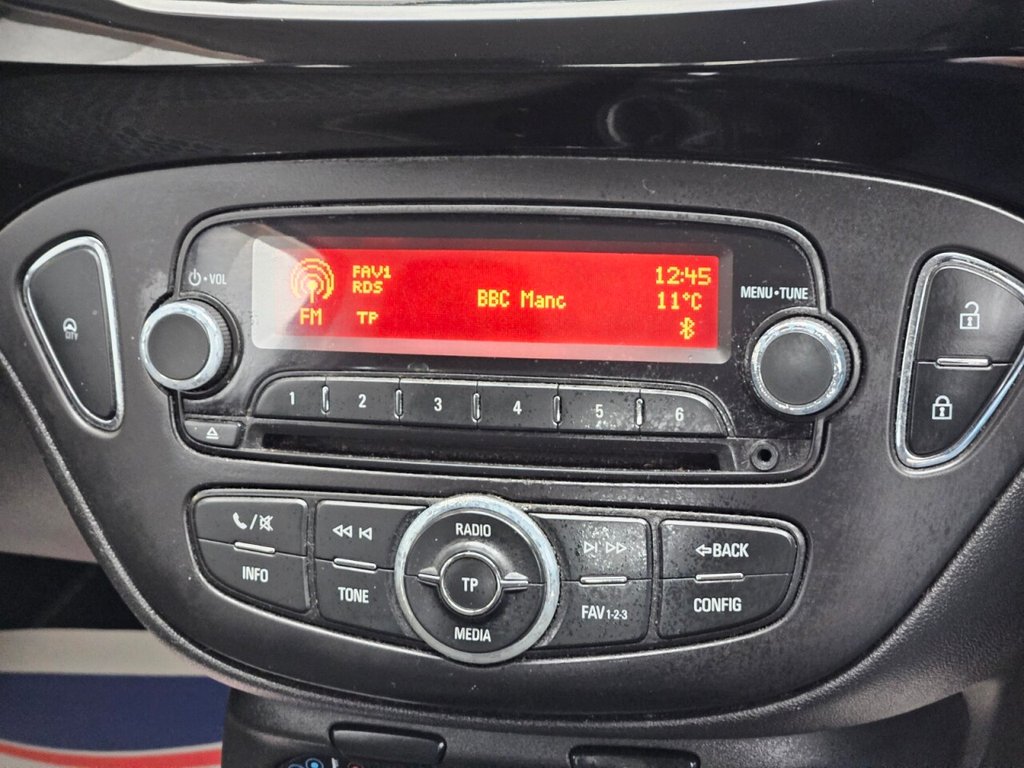 FAV1
12:45
RDS
BBC Manc
11°C
FM
TP
VOL
MENU•TUNE
CITY
1 2 3 4 5 6
RADIO
TP
MEDIA
INFO
TONE
FAV1-2-3
BACK
CONFIG